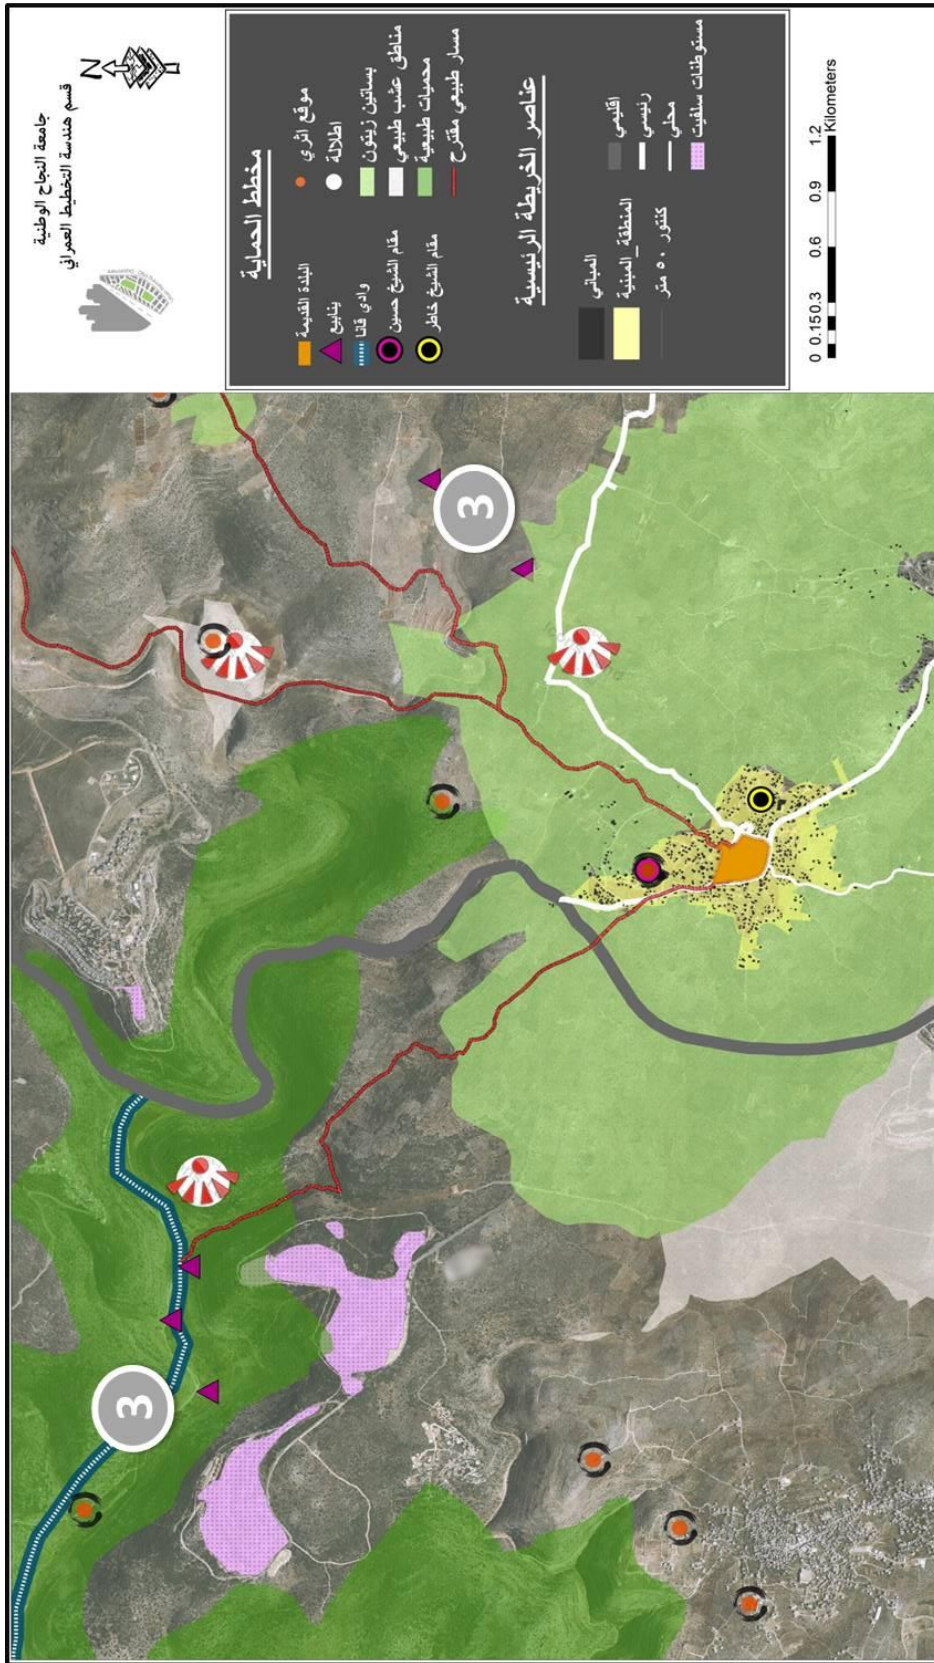 جامعة النجاح الوطنية
قسم هندسة التخطيط العمراني
N
مخطط الحماية
موقع اثري
اطلالة
بساتين زيتون
مناطق عشب طبيعي
محميات طبيعية
مسار طبيعي مقترح
البلدة القديمة
ينابيع
وادي قانا
مقام الشيخ حسين
مقام الشيخ خاطر
عناصر الخريطة الرئيسية
اقليمي
رئيسي
محلي
مستوطنات سلفيت
المباني
المنطقة_المبنية
كنتور ٥٠ متر
0 0.15 0.3 0.6 0.9 1.2
Kilometers
3
3